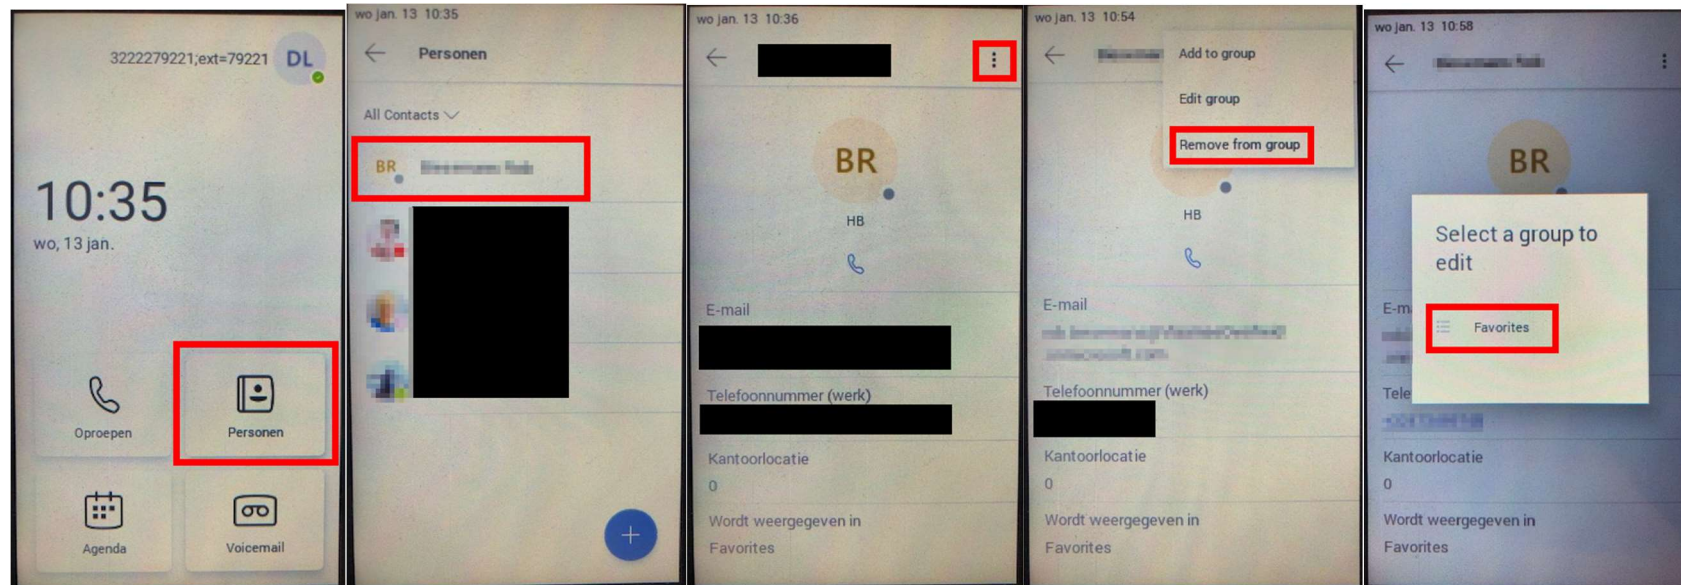 3222279221;ext=79221
DL
10:35
wo, 13 jan.
Oproepen
Personen
Agenda
Voicemail
wo jan. 13 10:35
Personen
All Contacts
BR
wo jan. 13 10:36
BR
HB
E-mail
Telefoonnummer (werk)
Kantoorlocatie
0
Wordt weergegeven in
Favorites
wo jan. 13 10:54
Add to group
Edit group
Remove from group
HB
E-mail
Telefoonnummer (werk)
Kantoorlocatie
0
Wordt weergegeven in
Favorites
wo jan. 13 10:58
BR
Select a group to
edit
Favorites
Kantoorlocatie
0
Wordt weergegeven in
Favorites